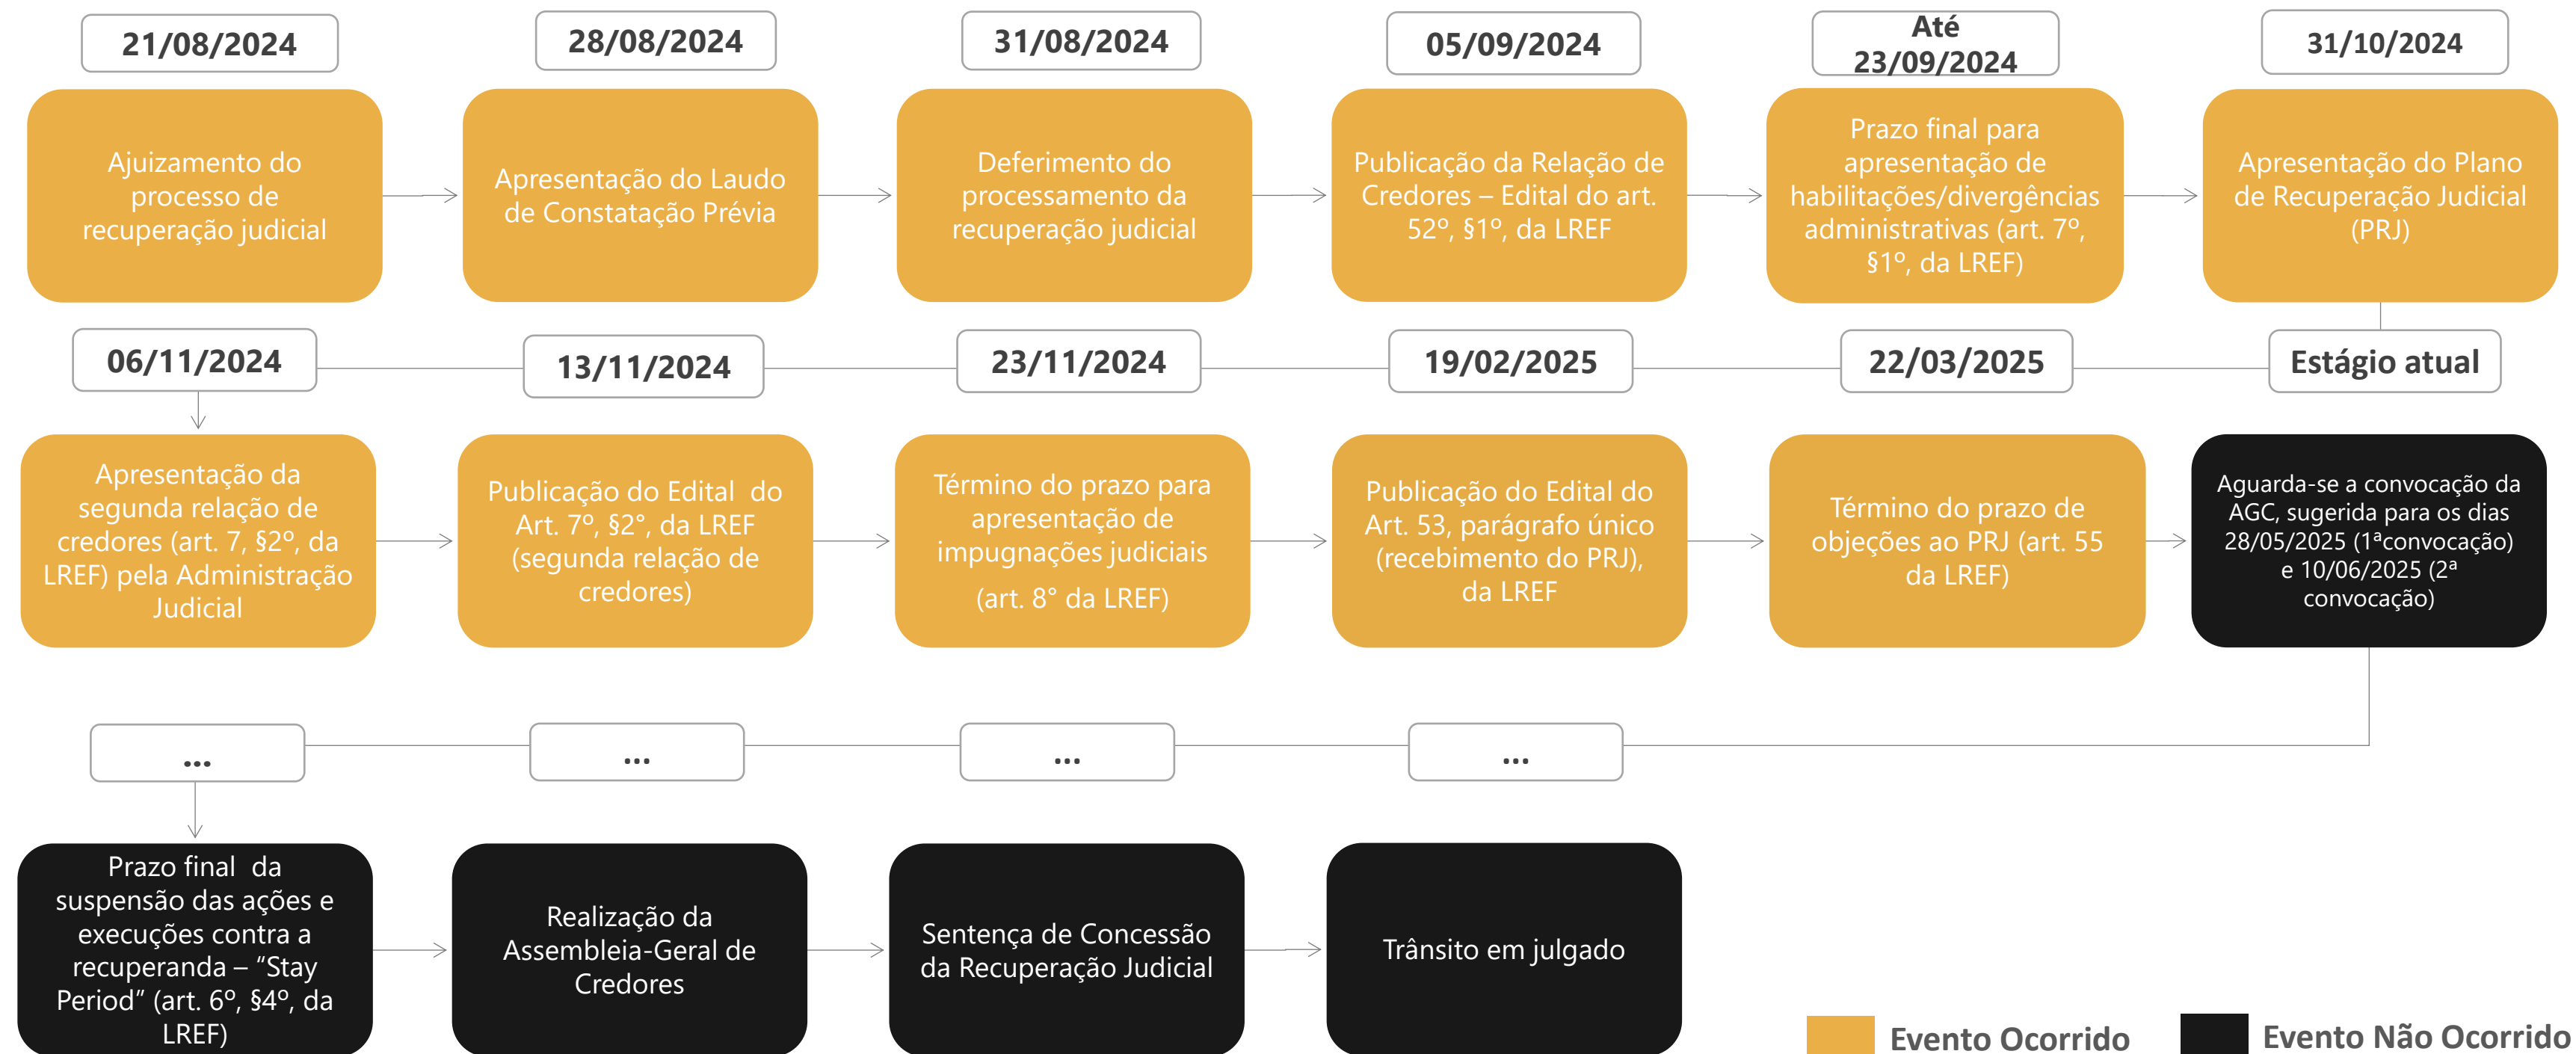 21/08/2024
28/08/2024
31/08/2024
05/09/2024
Até
23/09/2024
31/10/2024
Ajuizamento do
processo de
recuperação judicial
Apresentação do Laudo
de Constatação Prévia
Deferimento do
processamento da
recuperação judicial
Publicação da Relação de
Credores – Edital do art.
52º, §1º, da LREF
Prazo final para
apresentação de
habilitações/divergências
administrativas (art. 7º,
§1º, da LREF)
Apresentação do Plano
de Recuperação Judicial
(PRJ)
06/11/2024
13/11/2024
23/11/2024
19/02/2025
22/03/2025
Estágio atual
Apresentação da
segunda relação de
credores (art. 7, §2º, da
LREF) pela Administração
Judicial
Publicação do Edital  do
Art. 7º, §2°, da LREF
(segunda relação de
credores)
Término do prazo para
apresentação de
impugnações judiciais
(art. 8° da LREF)
Publicação do Edital do
Art. 53, parágrafo único
(recebimento do PRJ),
da LREF
Término do prazo de
objeções ao PRJ (art. 55
da LREF)
Aguarda-se a convocação da
AGC, sugerida para os dias
28/05/2025 (1ªconvocação)
e 10/06/2025 (2ª
convocação)
...
...
...
...
Prazo final  da
suspensão das ações e
execuções contra a
recuperanda – “Stay
Period” (art. 6º, §4º, da
LREF)
Realização da
Assembleia-Geral de
Credores
Sentença de Concessão
da Recuperação Judicial
Trânsito em julgado
Evento Ocorrido
Evento Não Ocorrido